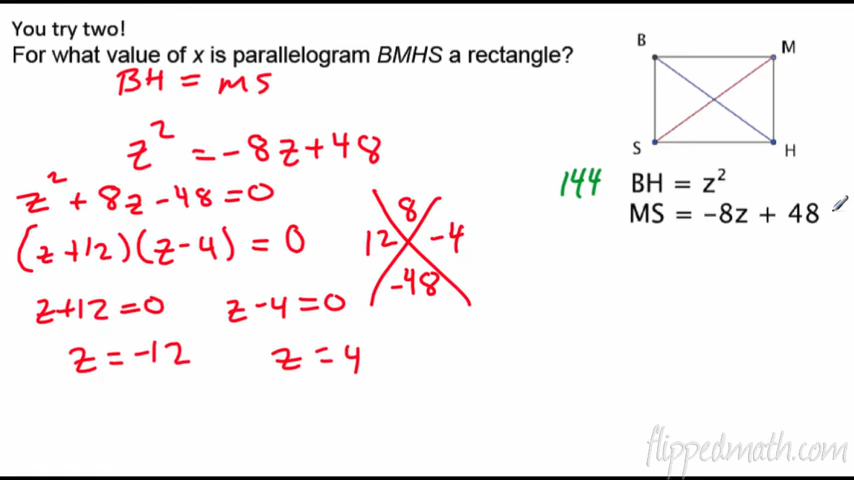 You try two!
For what value of x is parallelogram BMHS a rectangle?
BH = MS
z² = -8z + 48
z² + 8z - 48 = 0
(z + 12)(z - 4) = 0
z + 12 = 0 z - 4 = 0
z = -12 z = 4
8
12 -4
-48
B M
S H
144 BH = z²
MS = -8z + 48
flippedmath.com